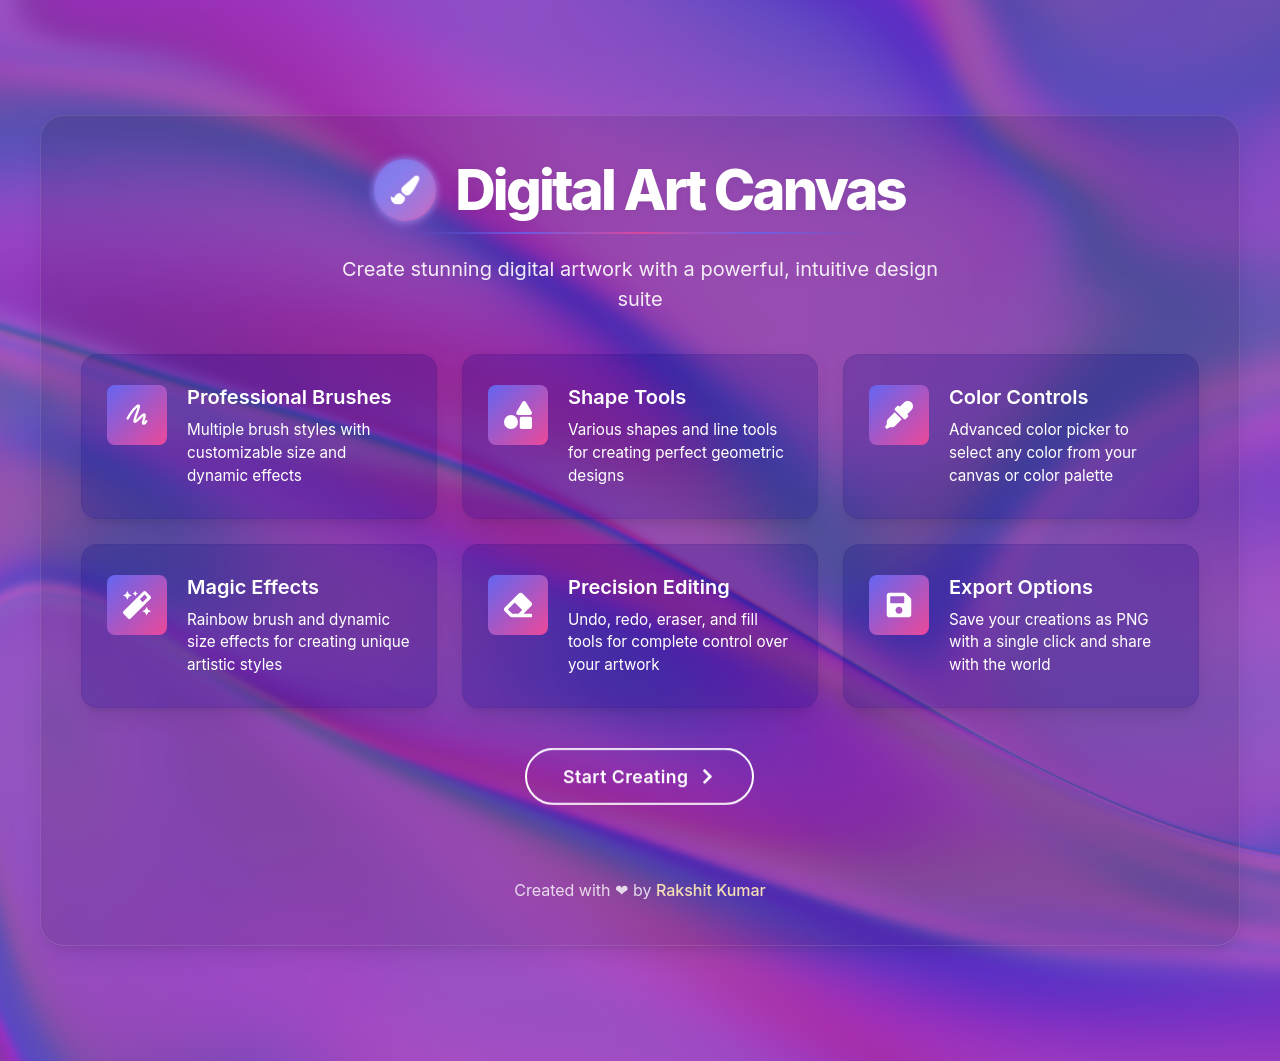 Digital Art Canvas
Create stunning digital artwork with a powerful, intuitive design
suite
Professional Brushes
Multiple brush styles with
customizable size and
dynamic effects
Shape Tools
Various shapes and line tools
for creating perfect geometric
designs
Color Controls
Advanced color picker to
select any color from your
canvas or color palette
Magic Effects
Rainbow brush and dynamic
size effects for creating unique
artistic styles
Precision Editing
Undo, redo, eraser, and fill
tools for complete control over
your artwork
Export Options
Save your creations as PNG
with a single click and share
with the world
Start Creating
Created with ❤ by Rakshit Kumar